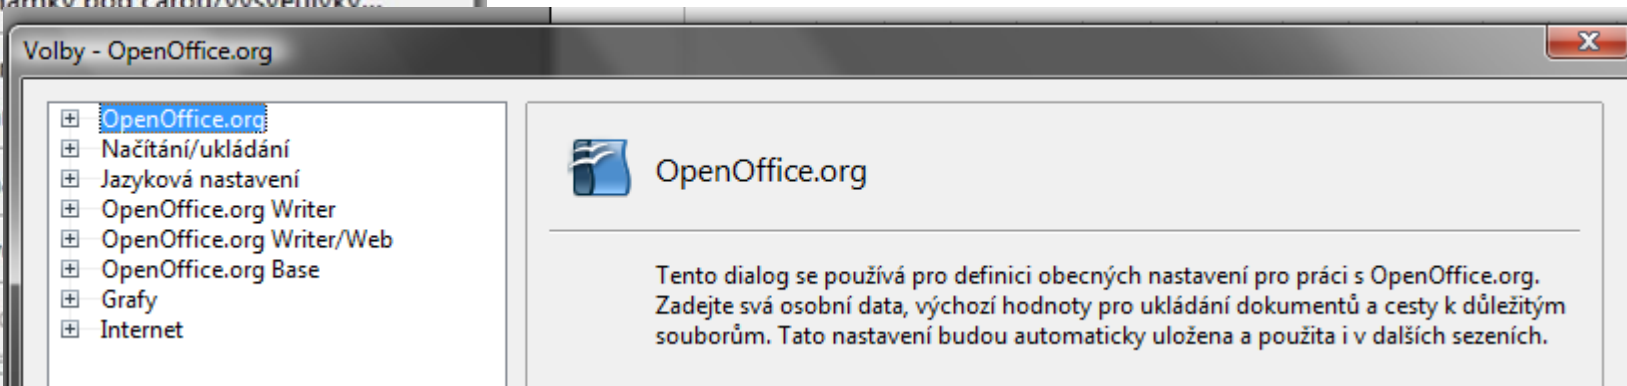 Volby - OpenOffice.org
OpenOffice.org
Načítání/ukládání
Jazyková nastavení
OpenOffice.org Writer
OpenOffice.org Writer/Web
OpenOffice.org Base
Grafy
Internet
OpenOffice.org
Tento dialog se používá pro definici obecných nastavení pro práci s OpenOffice.org.
Zadejte svá osobní data, výchozí hodnoty pro ukládání dokumentů a cesty k důležitým
souborům. Tato nastavení budou automaticky uložena a použita i v dalších sezeních.